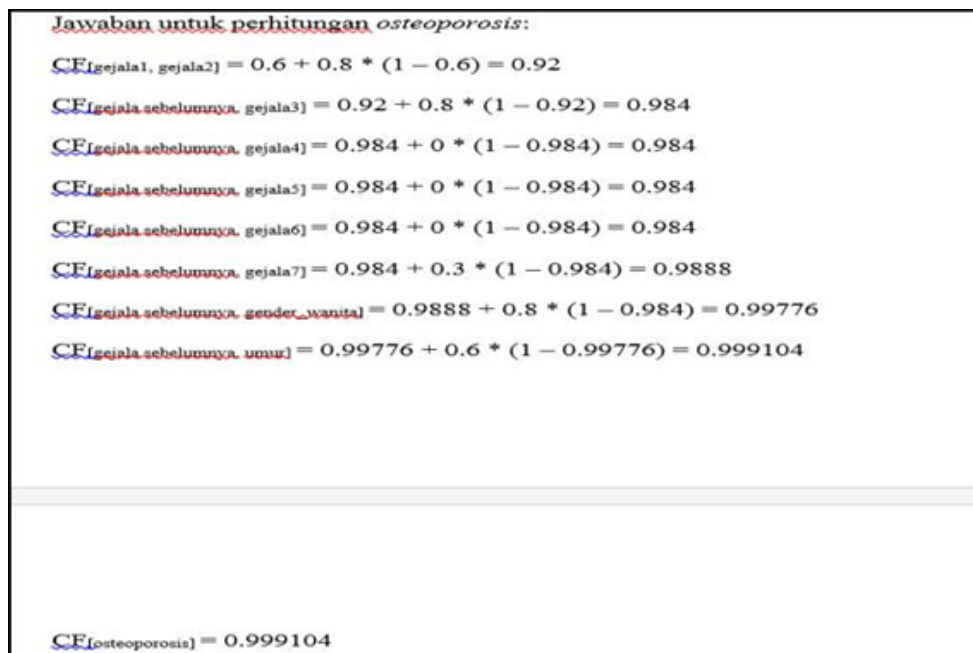 Jawaban untuk perhitungan osteoporosis:
CF[gejala1, gejala2] = 0.6 + 0.8 * (1 – 0.6) = 0.92
CF[gejala sebelumnya, gejala3] = 0.92 + 0.8 * (1 – 0.92) = 0.984
CF[gejala sebelumnya, gejala4] = 0.984 + 0 * (1 – 0.984) = 0.984
CF[gejala sebelumnya, gejala5] = 0.984 + 0 * (1 – 0.984) = 0.984
CF[gejala sebelumnya, gejala6] = 0.984 + 0 * (1 – 0.984) = 0.984
CF[gejala sebelumnya, gejala7] = 0.984 + 0.3 * (1 – 0.984) = 0.9888
CF[gejala sebelumnya, gender_wanita] = 0.9888 + 0.8 * (1 – 0.984) = 0.99776
CF[gejala sebelumnya, umur] = 0.99776 + 0.6 * (1 – 0.99776) = 0.999104
CF[osteoporosis] = 0.999104